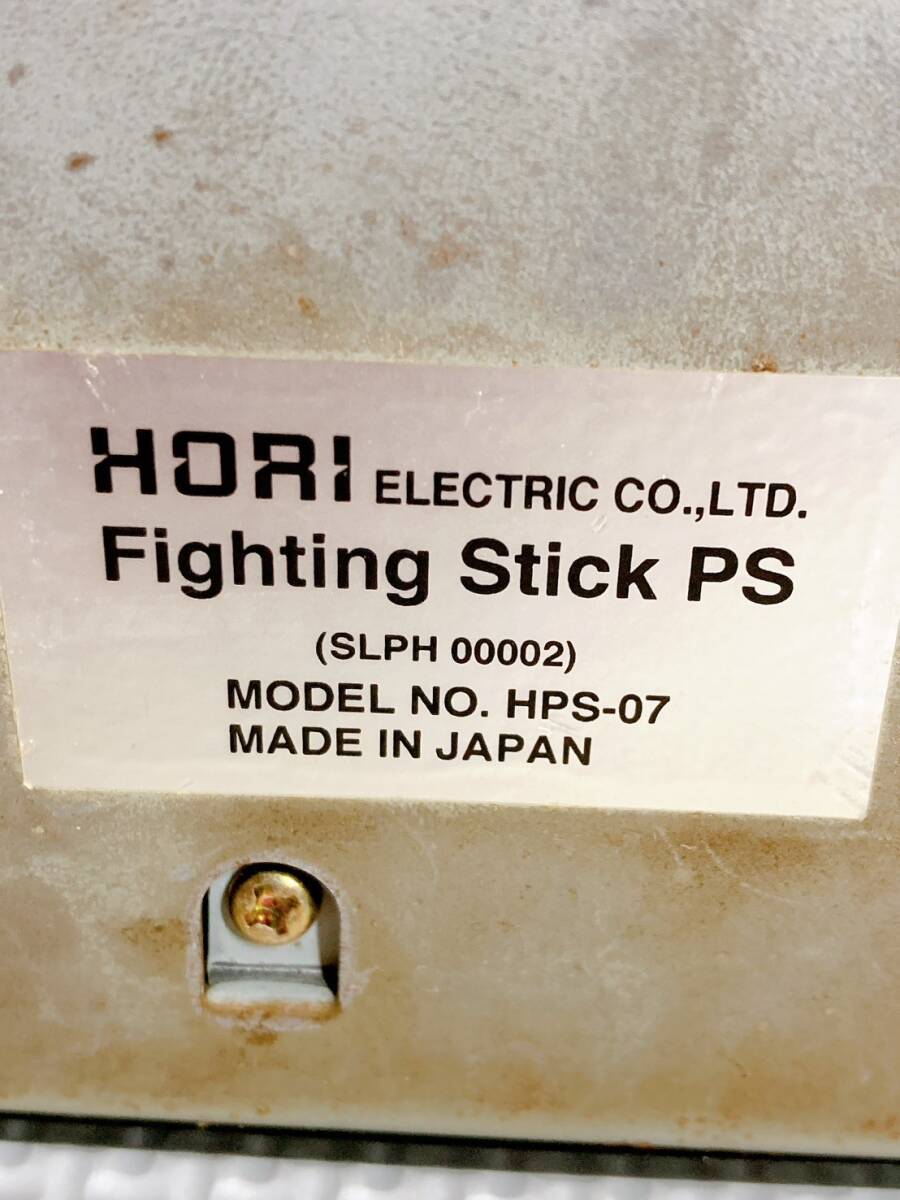 HORI ELECTRIC CO.,LTD.
Fighting Stick PS
(SLPH 00002)
MODEL NO. HPS-07
MADE IN JAPAN